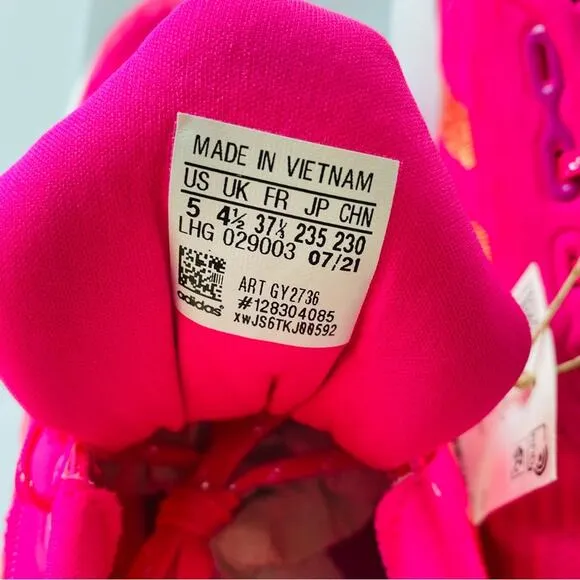 MADE IN VIETNAM
US UK FR JP CHN
5 4½ 37⅓ 235 230
LHG 029003 07/21
ART GY2736
#128304085
adidas
xwJS6TKJ00592